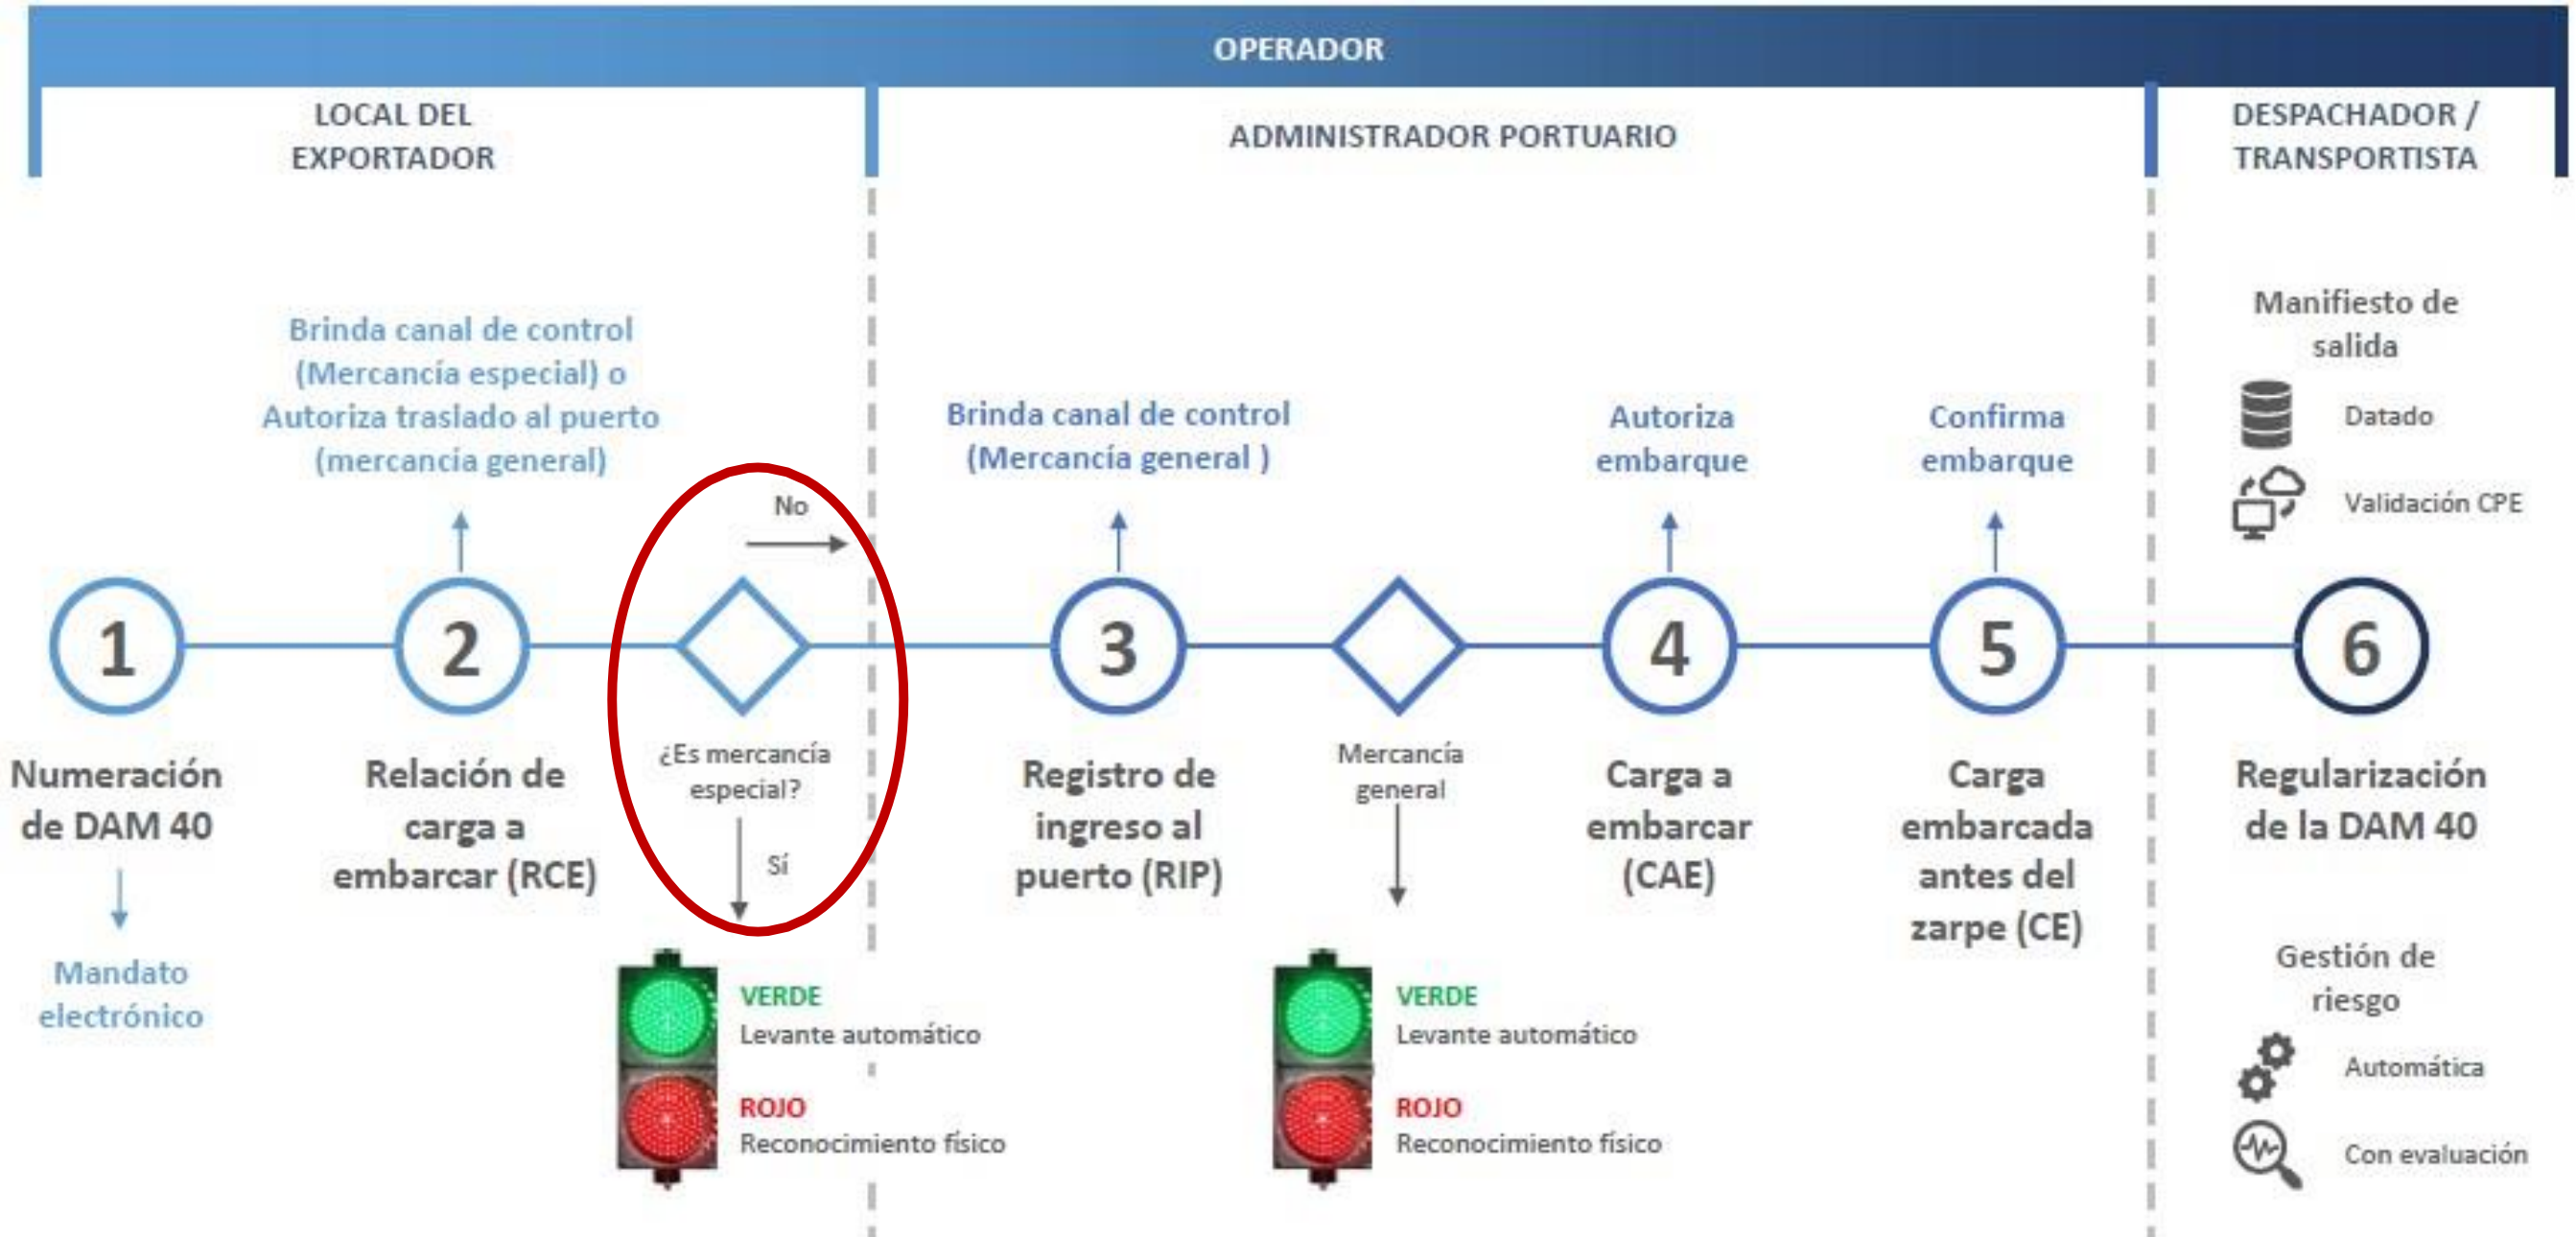 OPERADOR
LOCAL DEL
EXPORTADOR
ADMINISTRADOR PORTUARIO
DESPACHADOR /
TRANSPORTISTA
Brinda canal de control
(Mercancía especial) o
Autoriza traslado al puerto
(mercancía general)
No
Brinda canal de control
(Mercancía general )
Autoriza
embarque
Confirma
embarque
Manifiesto de
salida
Datado
Validación CPE
1
2
3
4
5
6
Numeración
de DAM 40
Mandato
electrónico
Relación de
carga a
embarcar (RCE)
¿Es mercancía
especial?
Sí
VERDE
Levante automático
ROJO
Reconocimiento físico
Registro de
ingreso al
puerto (RIP)
Mercancía
general
VERDE
Levante automático
ROJO
Reconocimiento físico
Carga a
embarcar
(CAE)
Carga
embarcada
antes del
zarpe (CE)
Regularización
de la DAM 40
Gestión de
riesgo
Automática
Con evaluación